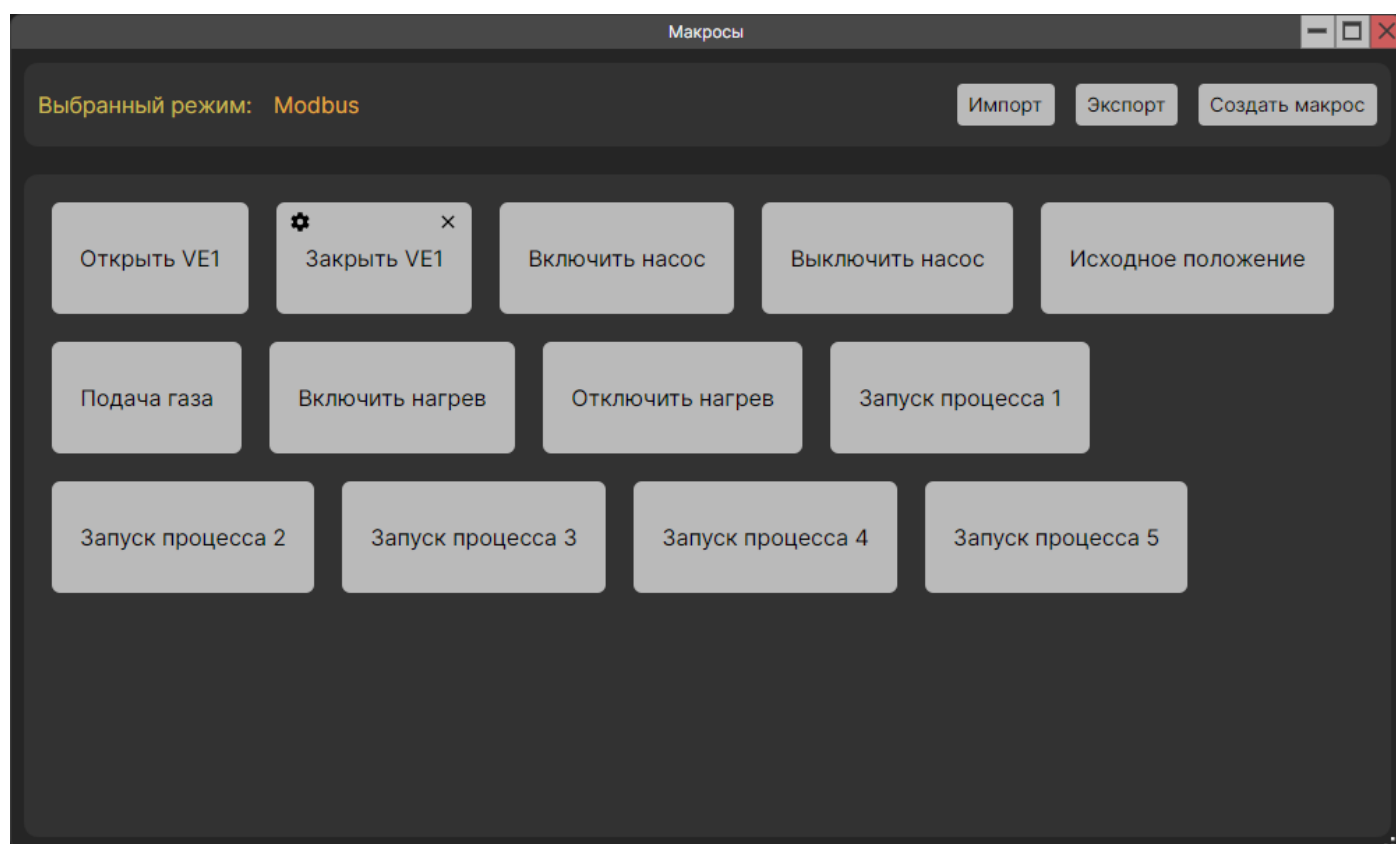 Макросы
Выбранный режим: Modbus Импорт Экспорт Создать макрос
Открыть VE1 Закрыть VE1 Включить насос Выключить насос Исходное положение
Подача газа Включить нагрев Отключить нагрев Запуск процесса 1
Запуск процесса 2 Запуск процесса 3 Запуск процесса 4 Запуск процесса 5